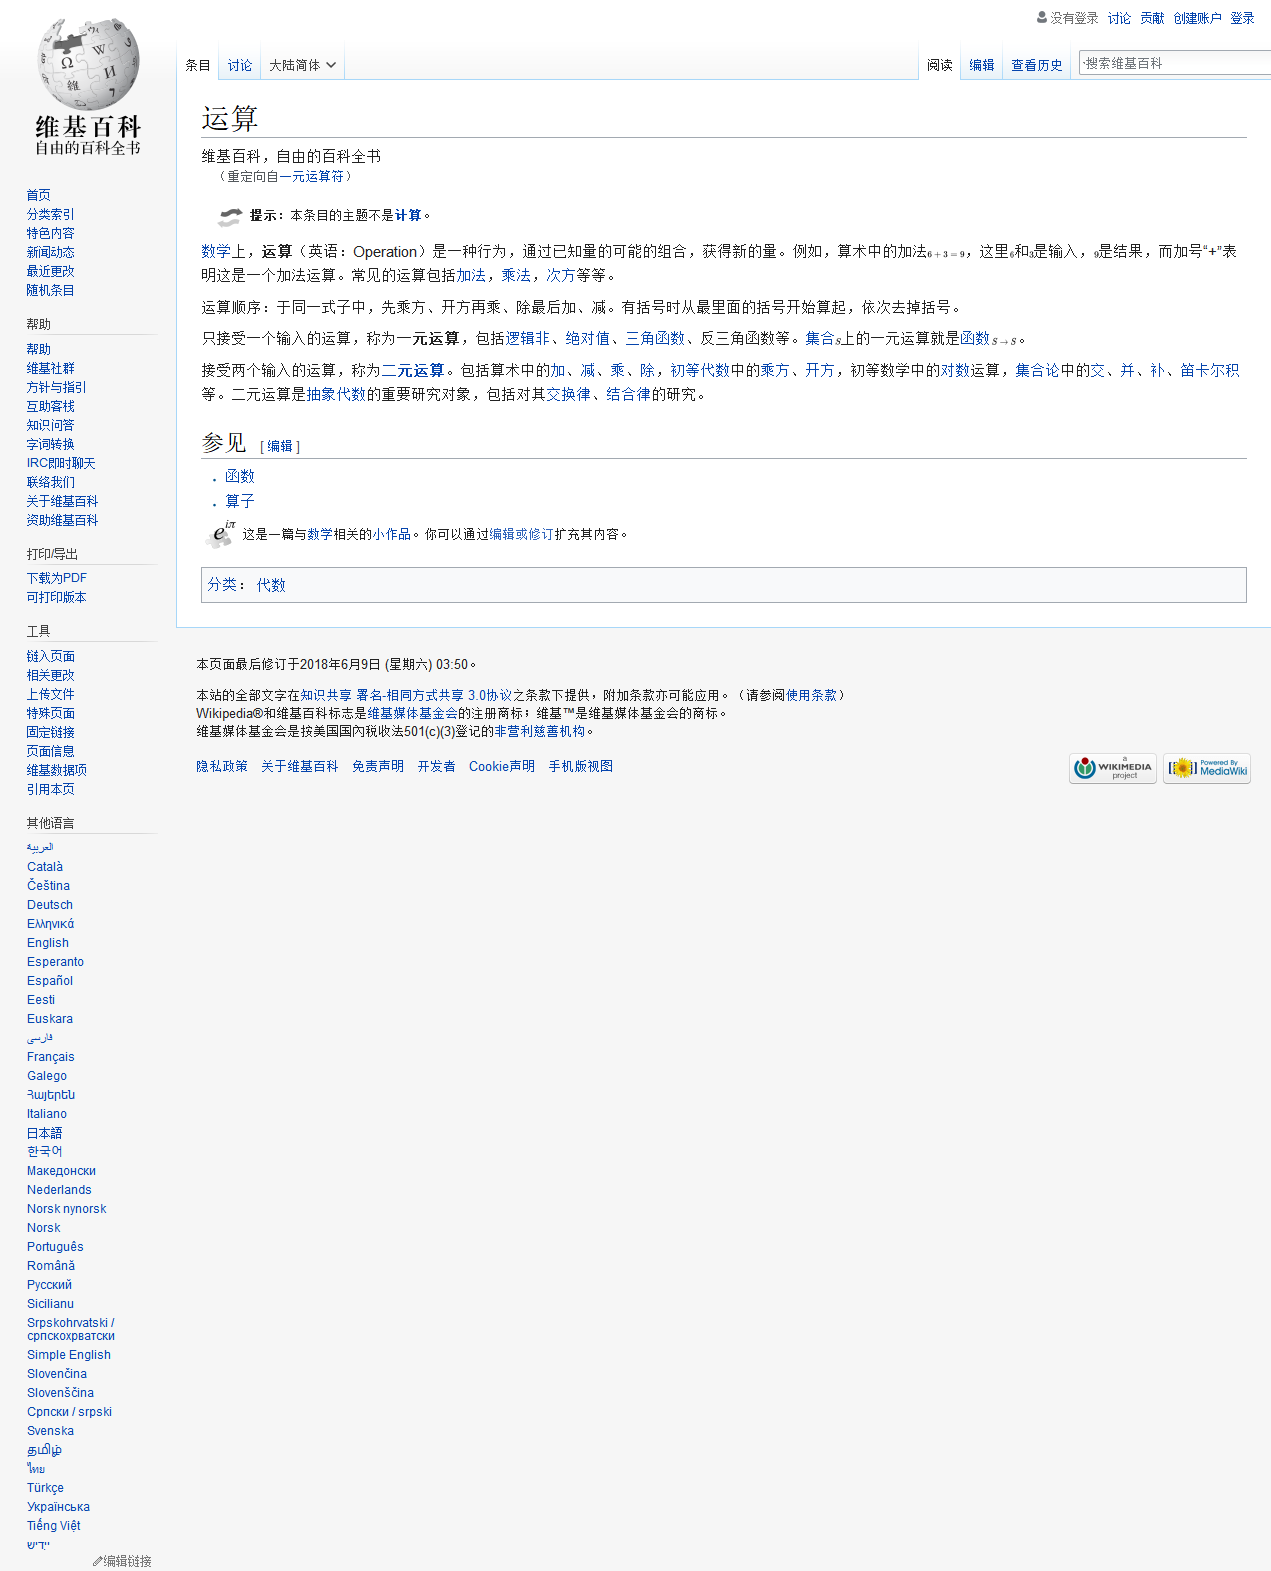 没有登录 讨论 贡献 创建账户 登录
条目 讨论 大陆简体 阅读 编辑 查看历史 搜索维基百科
维基百科
自由的百科全书
运算
维基百科，自由的百科全书
（重定向自一元运算符）
提示：本条目的主题不是计算。
数学上，运算（英语：Operation）是一种行为，通过已知量的可能的组合，获得新的量。例如，算术中的加法6+3=9，这里6和3是输入，9是结果，而加号“+”表
明这是一个加法运算。常见的运算包括加法，乘法，次方等等。
运算顺序：于同一式子中，先乘方、开方再乘、除最后加、减。有括号时从最里面的括号开始算起，依次去掉括号。
只接受一个输入的运算，称为一元运算，包括逻辑非、绝对值、三角函数、反三角函数等。集合S上的一元运算就是函数S→S。
接受两个输入的运算，称为二元运算。包括算术中的加、减、乘、除，初等代数中的乘方、开方，初等数学中的对数运算，集合论中的交、并、补、笛卡尔积
等。二元运算是抽象代数的重要研究对象，包括对其交换律、结合律的研究。
参见 [ 编辑 ]
函数
算子
e iπ 这是一篇与数学相关的小作品。你可以通过编辑或修订扩充其内容。
分类： 代数
本页面最后修订于2018年6月9日 (星期六) 03:50。
本站的全部文字在知识共享 署名-相同方式共享 3.0协议之条款下提供，附加条款亦可能应用。（请参阅使用条款）
Wikipedia®和维基百科标志是维基媒体基金会的注册商标；维基™是维基媒体基金会的商标。
维基媒体基金会是按美国国內税收法501(c)(3)登记的非营利慈善机构。
隐私政策 关于维基百科 免责声明 开发者 Cookie声明 手机版视图
a WIKIMEDIA project
Powered By MediaWiki
首页
分类索引
特色内容
新闻动态
最近更改
随机条目
帮助
帮助
维基社群
方针与指引
互助客栈
知识问答
字词转换
IRC即时聊天
联络我们
关于维基百科
资助维基百科
打印/导出
下载为PDF
可打印版本
工具
链入页面
相关更改
上传文件
特殊页面
固定链接
页面信息
维基数据项
引用本页
其他语言
العربية
Català
Čeština
Deutsch
Ελληνικά
English
Esperanto
Español
Eesti
Euskara
فارسی
Français
Galego
Հայերեն
Italiano
日本語
한국어
Македонски
Nederlands
Norsk nynorsk
Norsk
Português
Română
Русский
Sicilianu
Srpskohrvatski /
српскохрватски
Simple English
Slovenčina
Slovenščina
Српски / srpski
Svenska
தமிழ்
ไทย
Türkçe
Українська
Tiếng Việt
ייִדיש
编辑链接